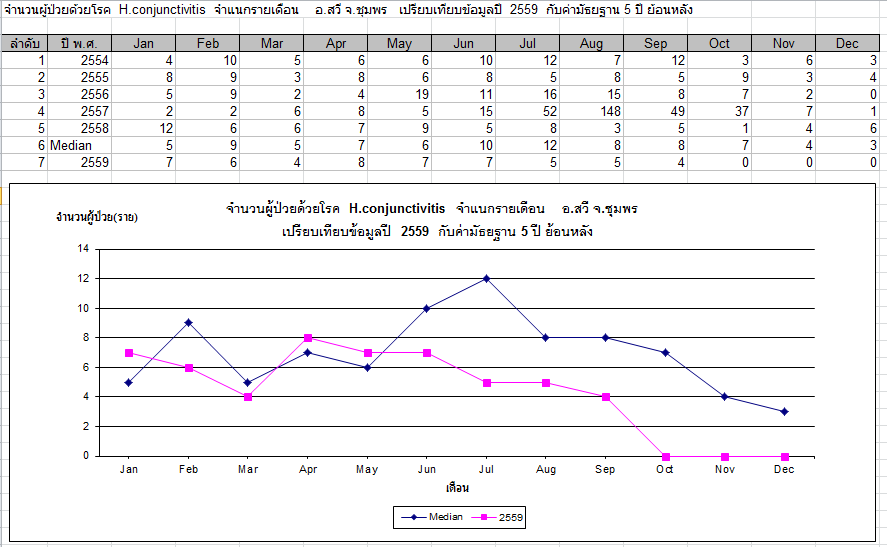 จำนวนผู้ป่วยด้วยโรค H.conjunctivitis จำแนกรายเดือน อ.สวี จ.ชุมพร เปรียบเทียบข้อมูลปี 2559 กับค่ามัธยฐาน 5 ปี ย้อนหลัง
ลำดับ ปี พ.ศ. Jan Feb Mar Apr May Jun Jul Aug Sep Oct Nov Dec
1 2554 4 10 5 6 6 10 12 7 12 3 6 3
2 2555 8 9 3 8 6 8 5 8 5 9 3 4
3 2556 5 9 2 4 19 11 16 15 8 7 2 0
4 2557 2 2 6 8 5 15 52 148 49 37 7 1
5 2558 12 6 6 7 9 5 8 3 5 1 4 6
6 Median 5 9 5 7 6 10 12 8 8 7 4 3
7 2559 7 6 4 8 7 7 5 5 4 0 0 0
จำนวนผู้ป่วยด้วยโรค H.conjunctivitis จำแนกรายเดือน อ.สวี จ.ชุมพร
เปรียบเทียบข้อมูลปี 2559 กับค่ามัธยฐาน 5 ปี ย้อนหลัง
จำนวนผู้ป่วย(ราย)
14
12
10
8
6
4
2
0
Jan Feb Mar Apr May Jun Jul Aug Sep Oct Nov Dec
เดือน
Median 2559